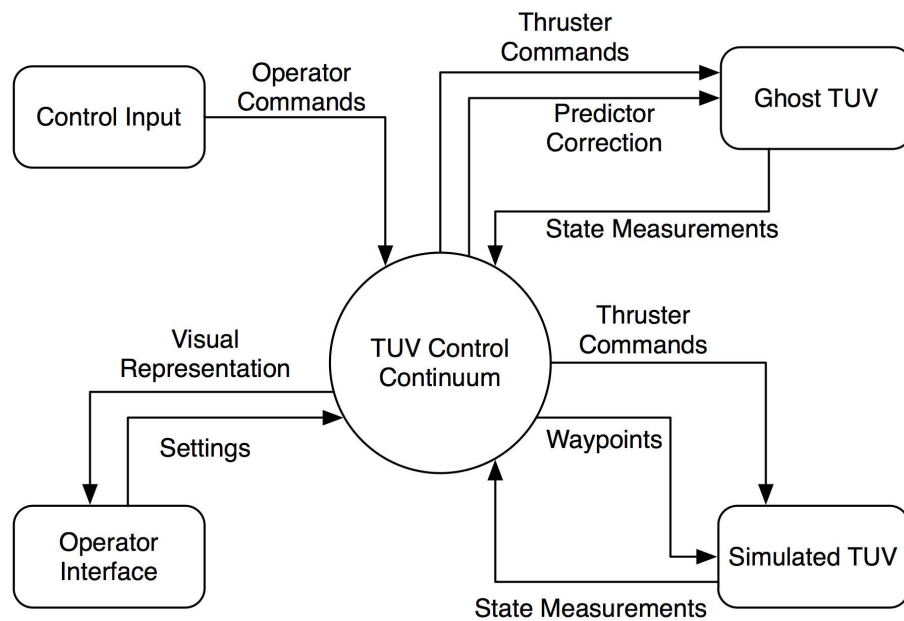 Thruster
Commands
Operator
Commands
Control Input
Ghost TUV
Predictor
Correction
State Measurements
Visual
Representation
TUV Control
Continuum
Thruster
Commands
Settings
Waypoints
Operator
Interface
Simulated TUV
State Measurements